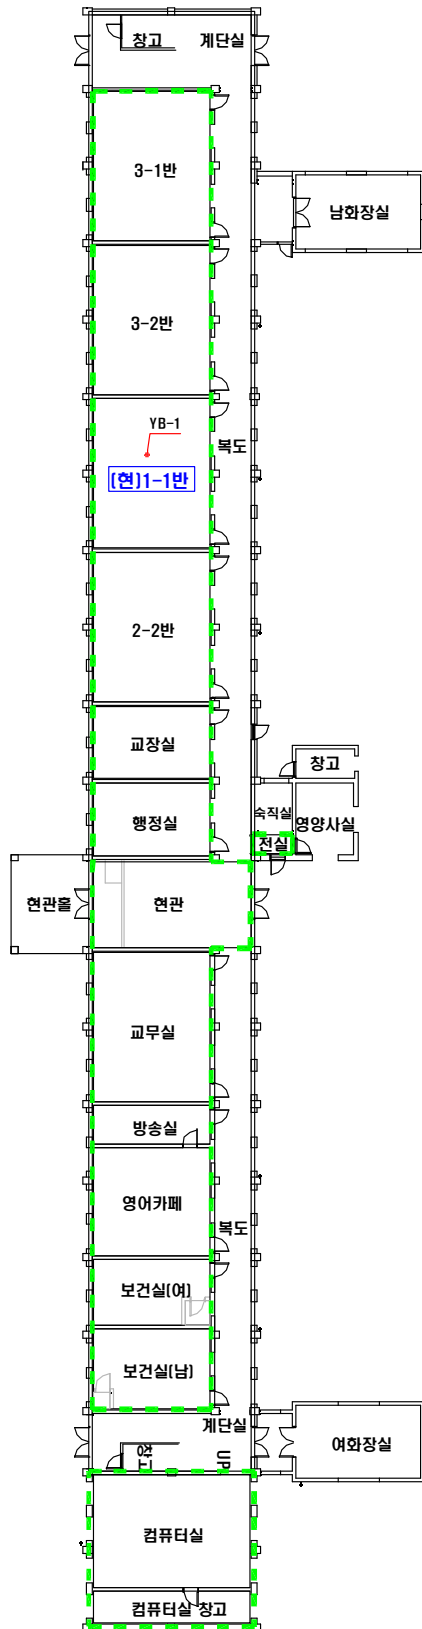 창고 계단실
3-1반
남화장실
3-2반
YB-1
복도
[현]1-1반
2-2반
교장실
창고
행정실
숙직실
영양사실
전실
현관홀
현관
교무실
방송실
영어카페
복도
보건실(여)
보건실(남)
계단실
창고
UP
여화장실
컴퓨터실
컴퓨터실 창고